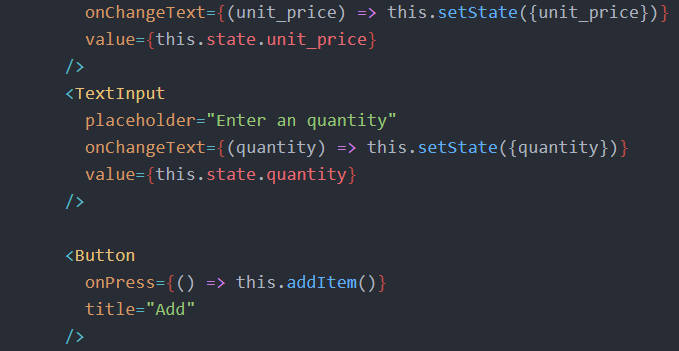 onChangeText={(unit_price) => this.setState({unit_price})}
value={this.state.unit_price}
/>
<TextInput
placeholder="Enter an quantity"
onChangeText={(quantity) => this.setState({quantity})}
value={this.state.quantity}
/>
<Button
onPress={() => this.addItem()}
title="Add"
/>